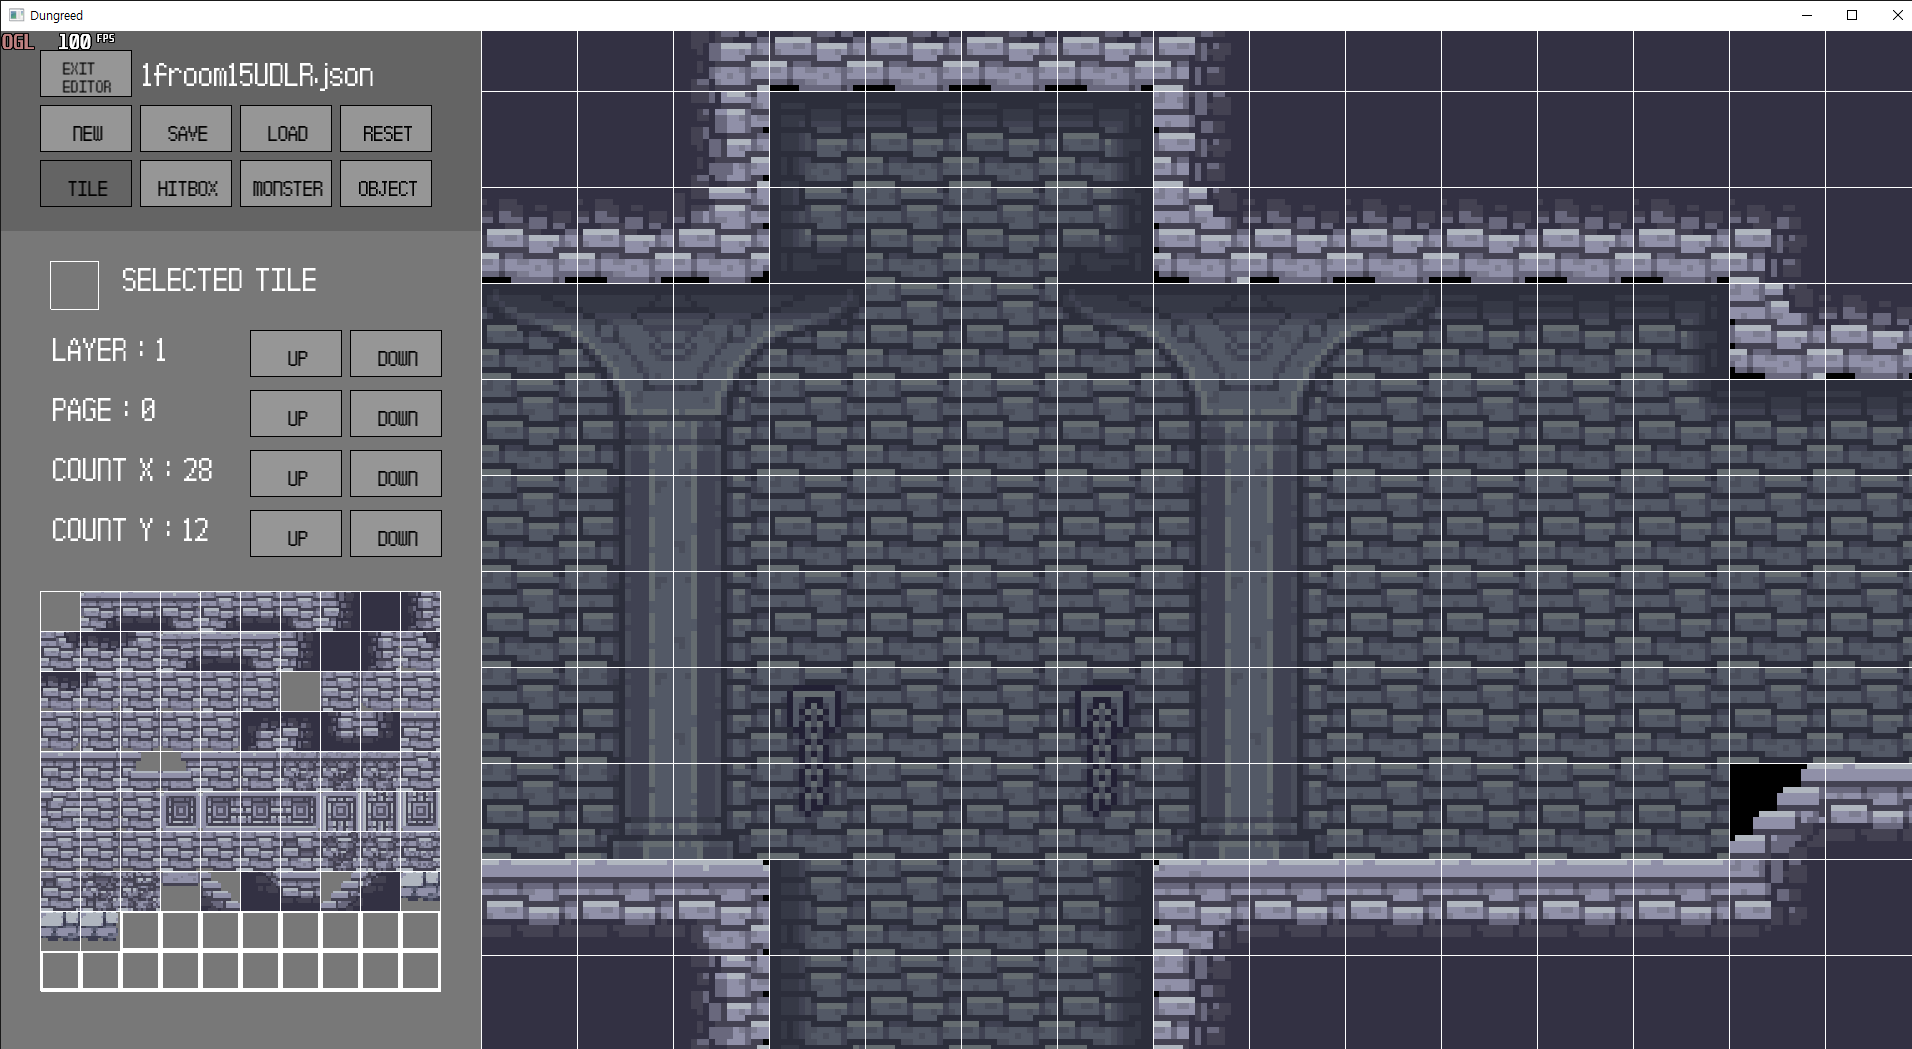 Dungreed
OGL 100 FPS
EXIT EDITOR 1froom15UDLR.json
NEW SAVE LOAD RESET
TILE HITBOX MONSTER OBJECT
SELECTED TILE
LAYER : 1 UP DOWN
PAGE : 0 UP DOWN
COUNT X : 28 UP DOWN
COUNT Y : 12 UP DOWN